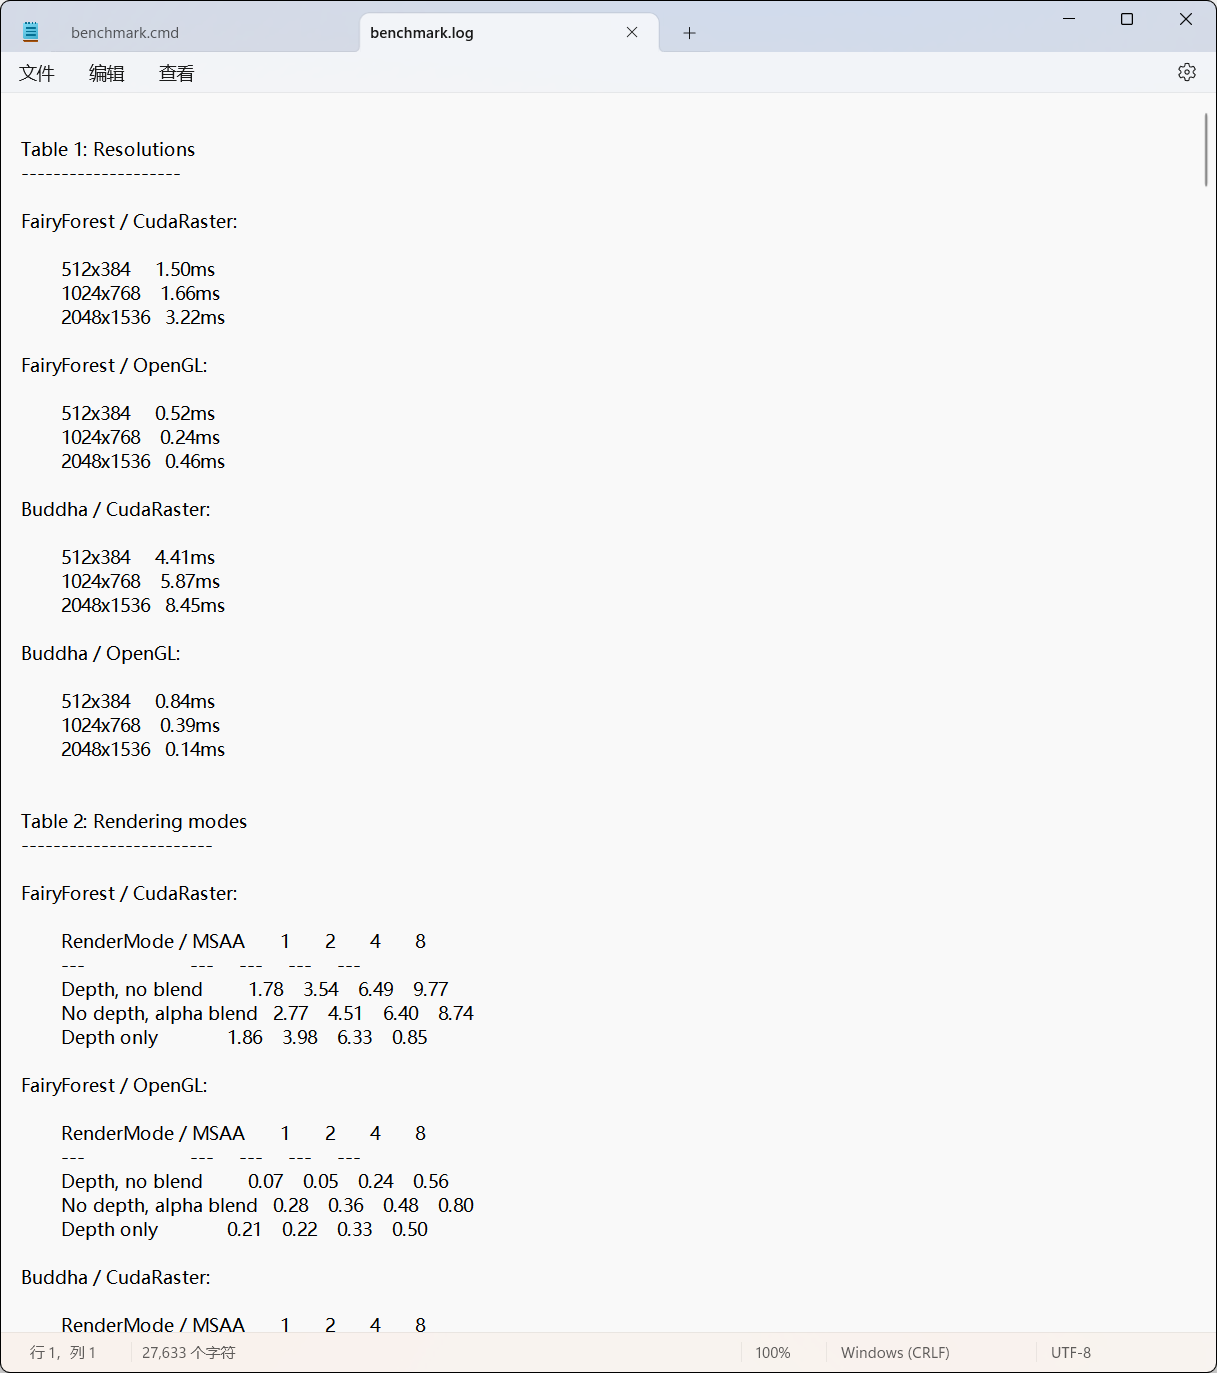 benchmark.cmd
benchmark.log
文件 编辑 查看
Table 1: Resolutions
--------------------
FairyForest / CudaRaster:
512x384 1.50ms
1024x768 1.66ms
2048x1536 3.22ms
FairyForest / OpenGL:
512x384 0.52ms
1024x768 0.24ms
2048x1536 0.46ms
Buddha / CudaRaster:
512x384 4.41ms
1024x768 5.87ms
2048x1536 8.45ms
Buddha / OpenGL:
512x384 0.84ms
1024x768 0.39ms
2048x1536 0.14ms
Table 2: Rendering modes
------------------------
FairyForest / CudaRaster:
RenderMode / MSAA 1 2 4 8
--- --- --- --- ---
Depth, no blend 1.78 3.54 6.49 9.77
No depth, alpha blend 2.77 4.51 6.40 8.74
Depth only 1.86 3.98 6.33 0.85
FairyForest / OpenGL:
RenderMode / MSAA 1 2 4 8
--- --- --- --- ---
Depth, no blend 0.07 0.05 0.24 0.56
No depth, alpha blend 0.28 0.36 0.48 0.80
Depth only 0.21 0.22 0.33 0.50
Buddha / CudaRaster:
RenderMode / MSAA 1 2 4 8
行 1，列 1 27,633 个字符 100% Windows (CRLF) UTF-8